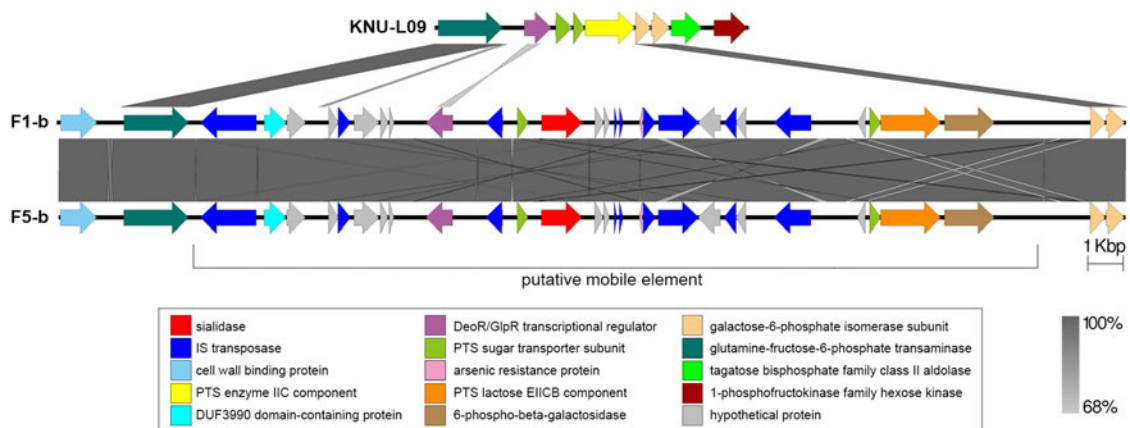 KNU-L09
F1-b
F5-b
1 Kbp
putative mobile element
sialidase
IS transposase
cell wall binding protein
PTS enzyme IIC component
DUF3990 domain-containing protein
DeoR/GlpR transcriptional regulator
PTS sugar transporter subunit
arsenic resistance protein
PTS lactose EIICB component
6-phospho-beta-galactosidase
galactose-6-phosphate isomerase subunit
glutamine-fructose-6-phosphate transaminase
tagatose bisphosphate family class II aldolase
1-phosphofructokinase family hexose kinase
hypothetical protein
100%
68%